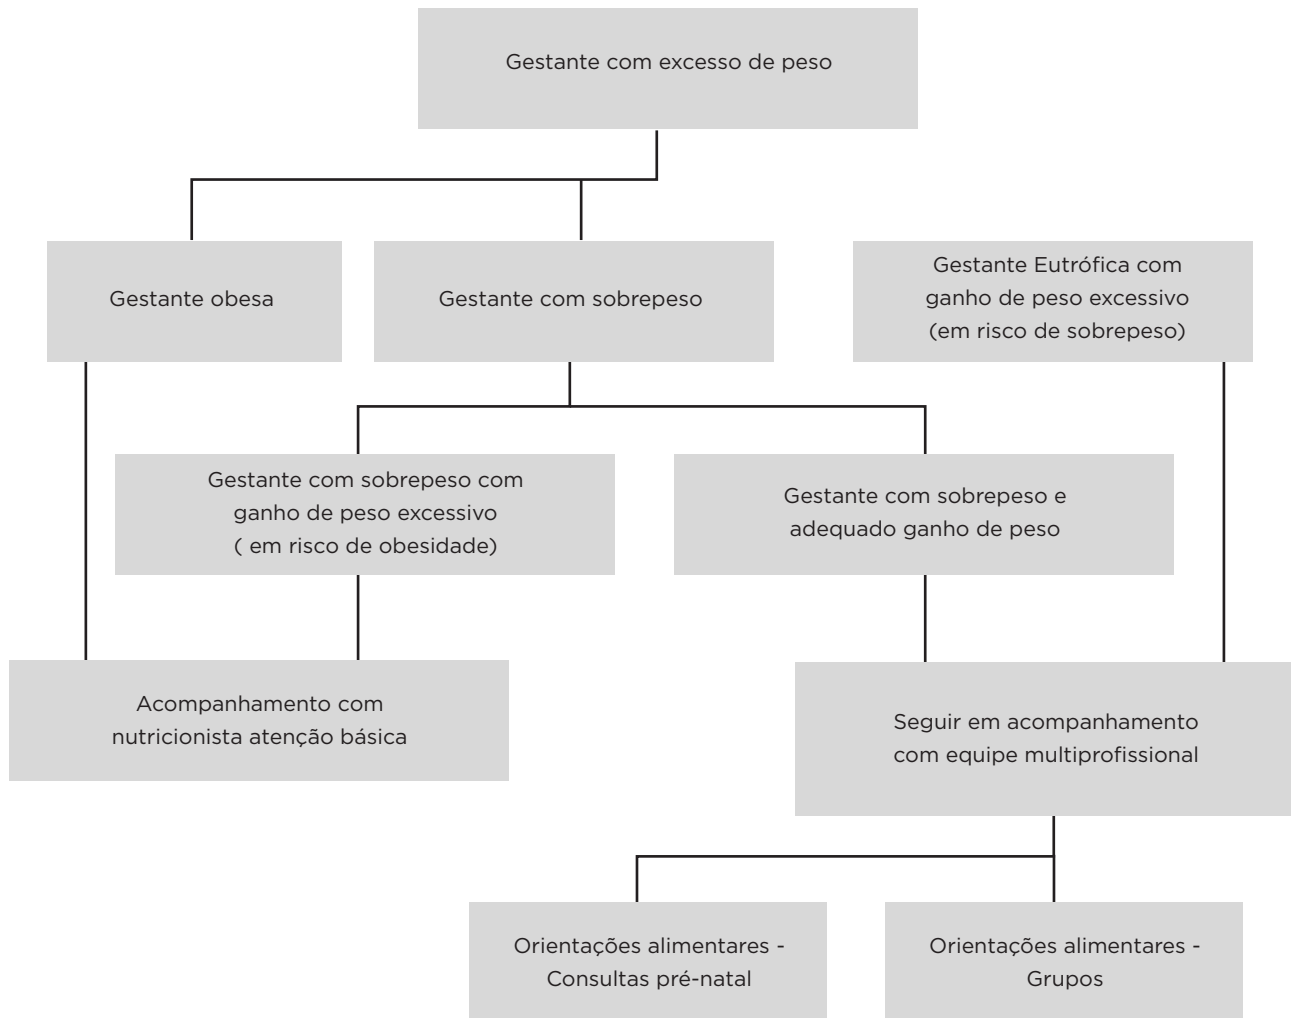 Gestante com excesso de peso
Gestante obesa
Gestante com sobrepeso
Gestante Eutrófica com
ganho de peso excessivo
(em risco de sobrepeso)
Gestante com sobrepeso com
ganho de peso excessivo
( em risco de obesidade)
Gestante com sobrepeso e
adequado ganho de peso
Acompanhamento com
nutricionista atenção básica
Seguir em acompanhamento
com equipe multiprofissional
Orientações alimentares -
Consultas pré-natal
Orientações alimentares -
Grupos